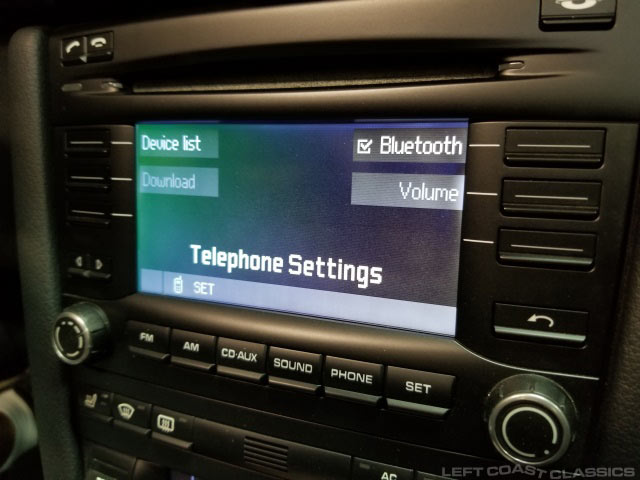 Device list
Bluetooth
Download
Volume
Telephone Settings
SET
FM
AM
CD·AUX
SOUND
PHONE
SET
AC
LEFT COAST CLASSICS